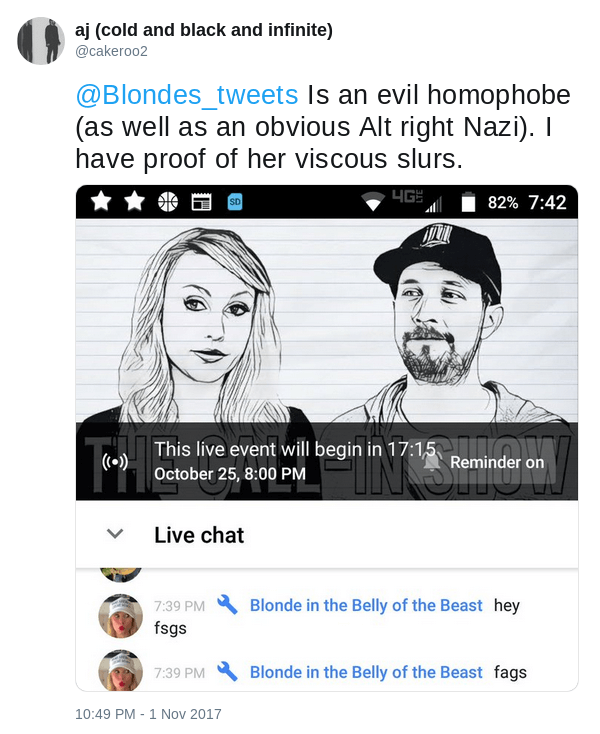 aj (cold and black and infinite)
@cakeroo2
@Blondes_tweets Is an evil homophobe
(as well as an obvious Alt right Nazi). I
have proof of her viscous slurs.
SD 4G LTE 82% 7:42
This live event will begin in 17:15
October 25, 8:00 PM
Reminder on
THE CALL-IN SHOW
Live chat
7:39 PM Blonde in the Belly of the Beast hey
fsgs
7:39 PM Blonde in the Belly of the Beast fags
10:49 PM - 1 Nov 2017